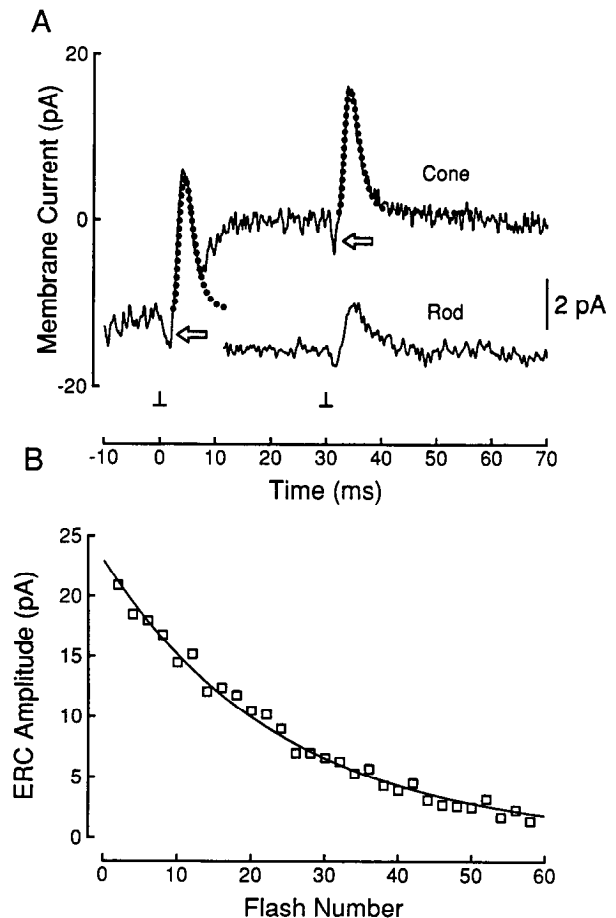 A
20
0
-20
Membrane Current (pA)
Cone
Rod
2 pA
-10 0 10 20 30 40 50 60 70
Time (ms)
B
25
20
15
10
5
0
ERC Amplitude (pA)
0 10 20 30 40 50 60
Flash Number